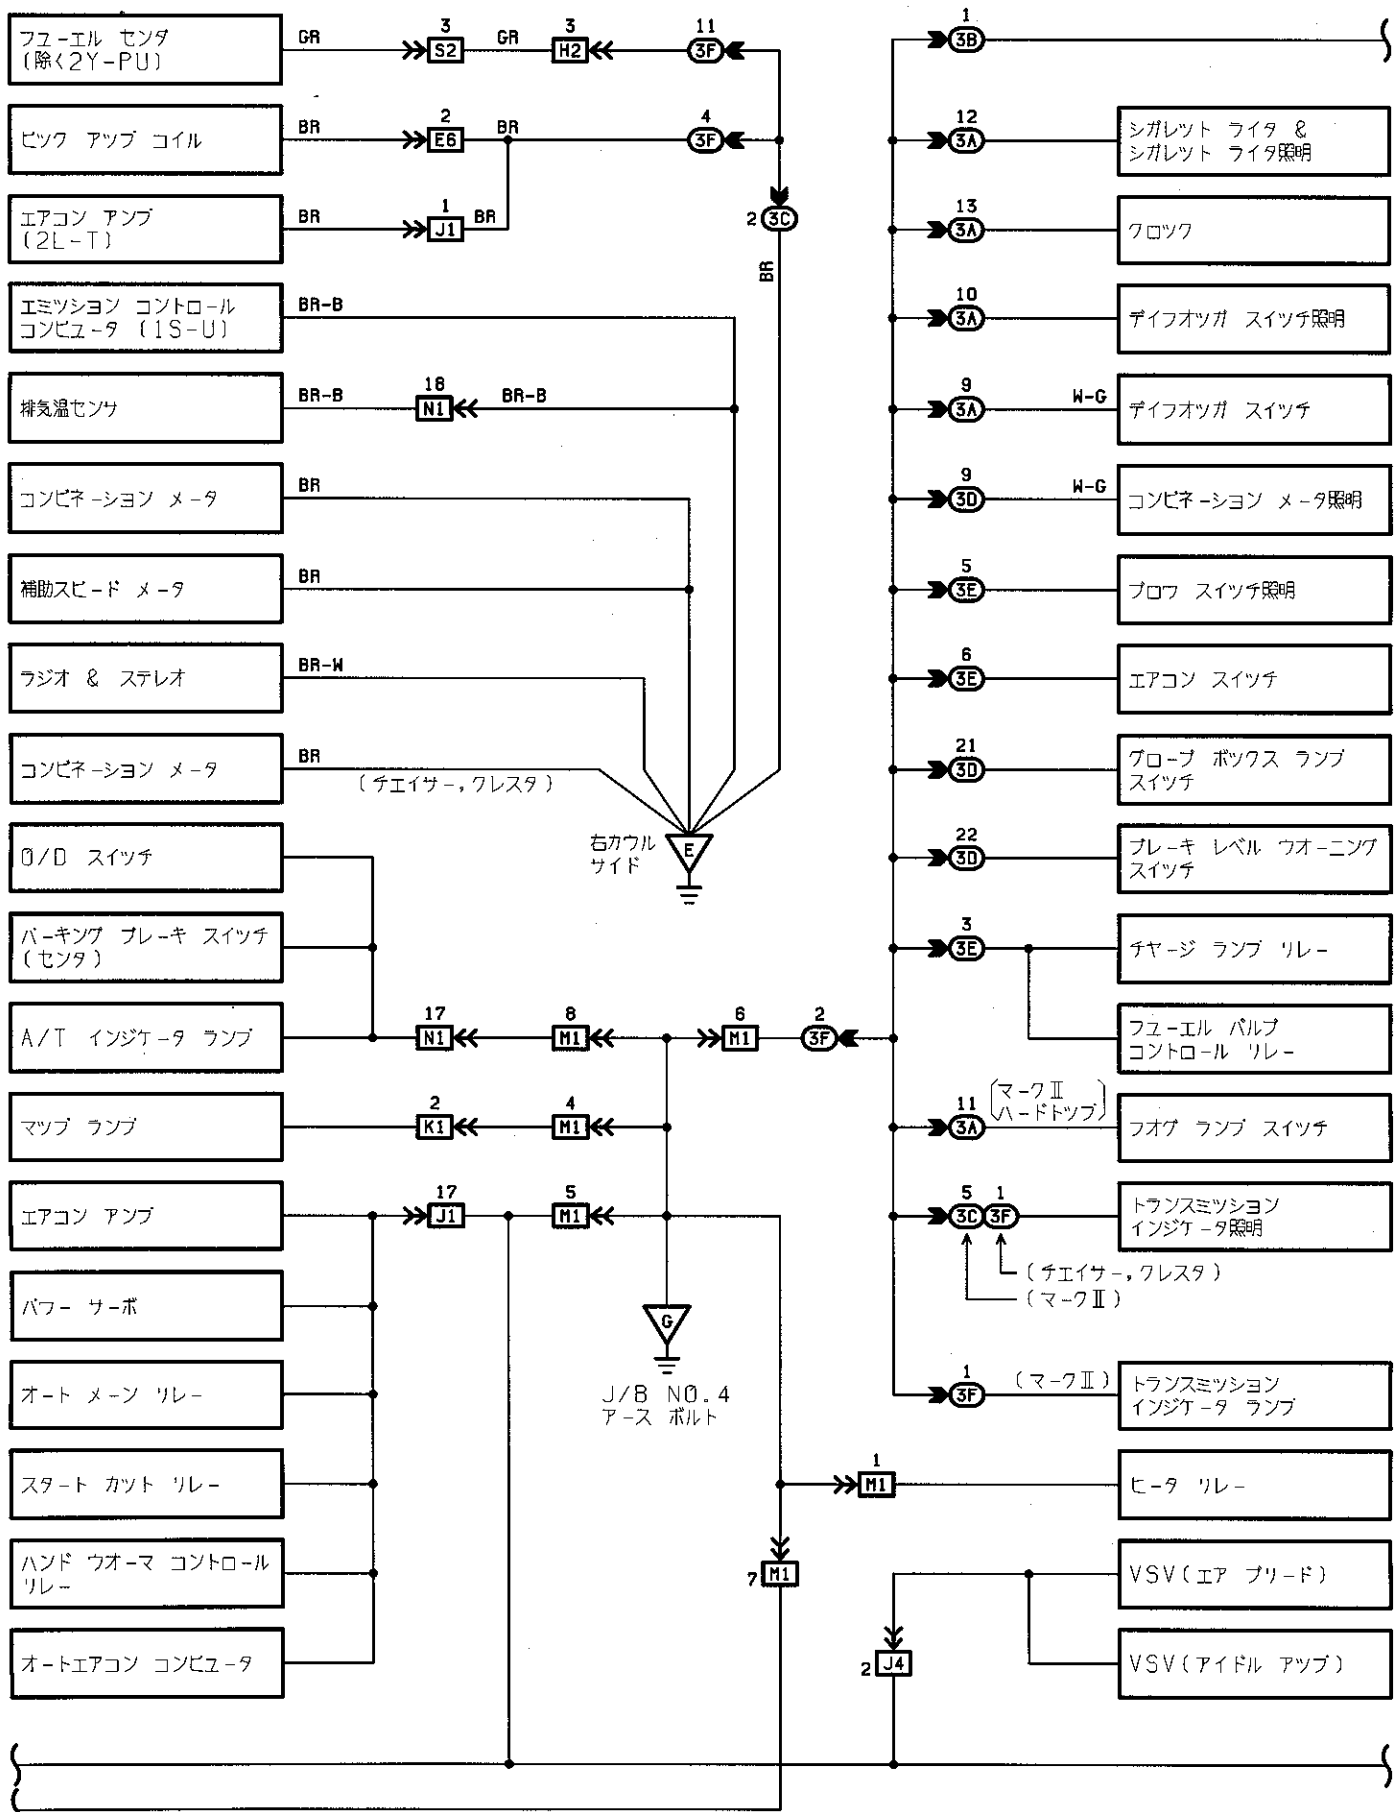 フューエル センダ
(除く2Y-PU)
GR
3
S2
GR
3
H2
11
3F
ピック アップ コイル
BR
2
E6
BR
4
3F
エアコン アンプ
(2L-T)
BR
1
J1
BR
2
3C
BR
エミッション コントロール
コンピュータ (1S-U)
BR-B
排気温センサ
BR-B
18
N1
BR-B
コンビネーション メータ
BR
補助スピード メータ
BR
ラジオ & ステレオ
BR-W
コンビネーション メータ
BR
(チェイサー,クレスタ)
右カウル
サイド
E
O/D スイッチ
パーキング ブレーキ スイッチ
(センタ)
A/T インジケータ ランプ
17
N1
8
M1
6
M1
2
3F
マップ ランプ
2
K1
4
M1
エアコン アンプ
17
J1
5
M1
パワー サーボ
オート メーン リレー
G
J/B NO.4
アース ボルト
スタート カット リレー
ハンド ウオーマ コントロール
リレー
オートエアコン コンピュータ
1
3B
12
3A
シガレット ライタ &
シガレット ライタ照明
13
3A
クロック
10
3A
デイフオッガ スイッチ照明
9
3A
W-G
デイフオッガ スイッチ
9
3D
W-G
コンビネーション メータ照明
5
3E
ブロワ スイッチ照明
6
3E
エアコン スイッチ
21
3D
グローブ ボックス ランプ
スイッチ
22
3D
ブレーキ レベル ウオーニング
スイッチ
3
3E
チャージ ランプ リレー
フューエル バルブ
コントロール リレー
11
3A
(マークⅡ
ハードトップ)
フオグ ランプ スイッチ
5
3C
1
3F
トランスミッション
インジケータ照明
(チェイサー,クレスタ)
(マークⅡ)
1
3F
(マークⅡ)
トランスミッション
インジケータ ランプ
1
M1
ヒータ リレー
7
M1
VSV(エア ブリード)
2
J4
VSV(アイドル アップ)